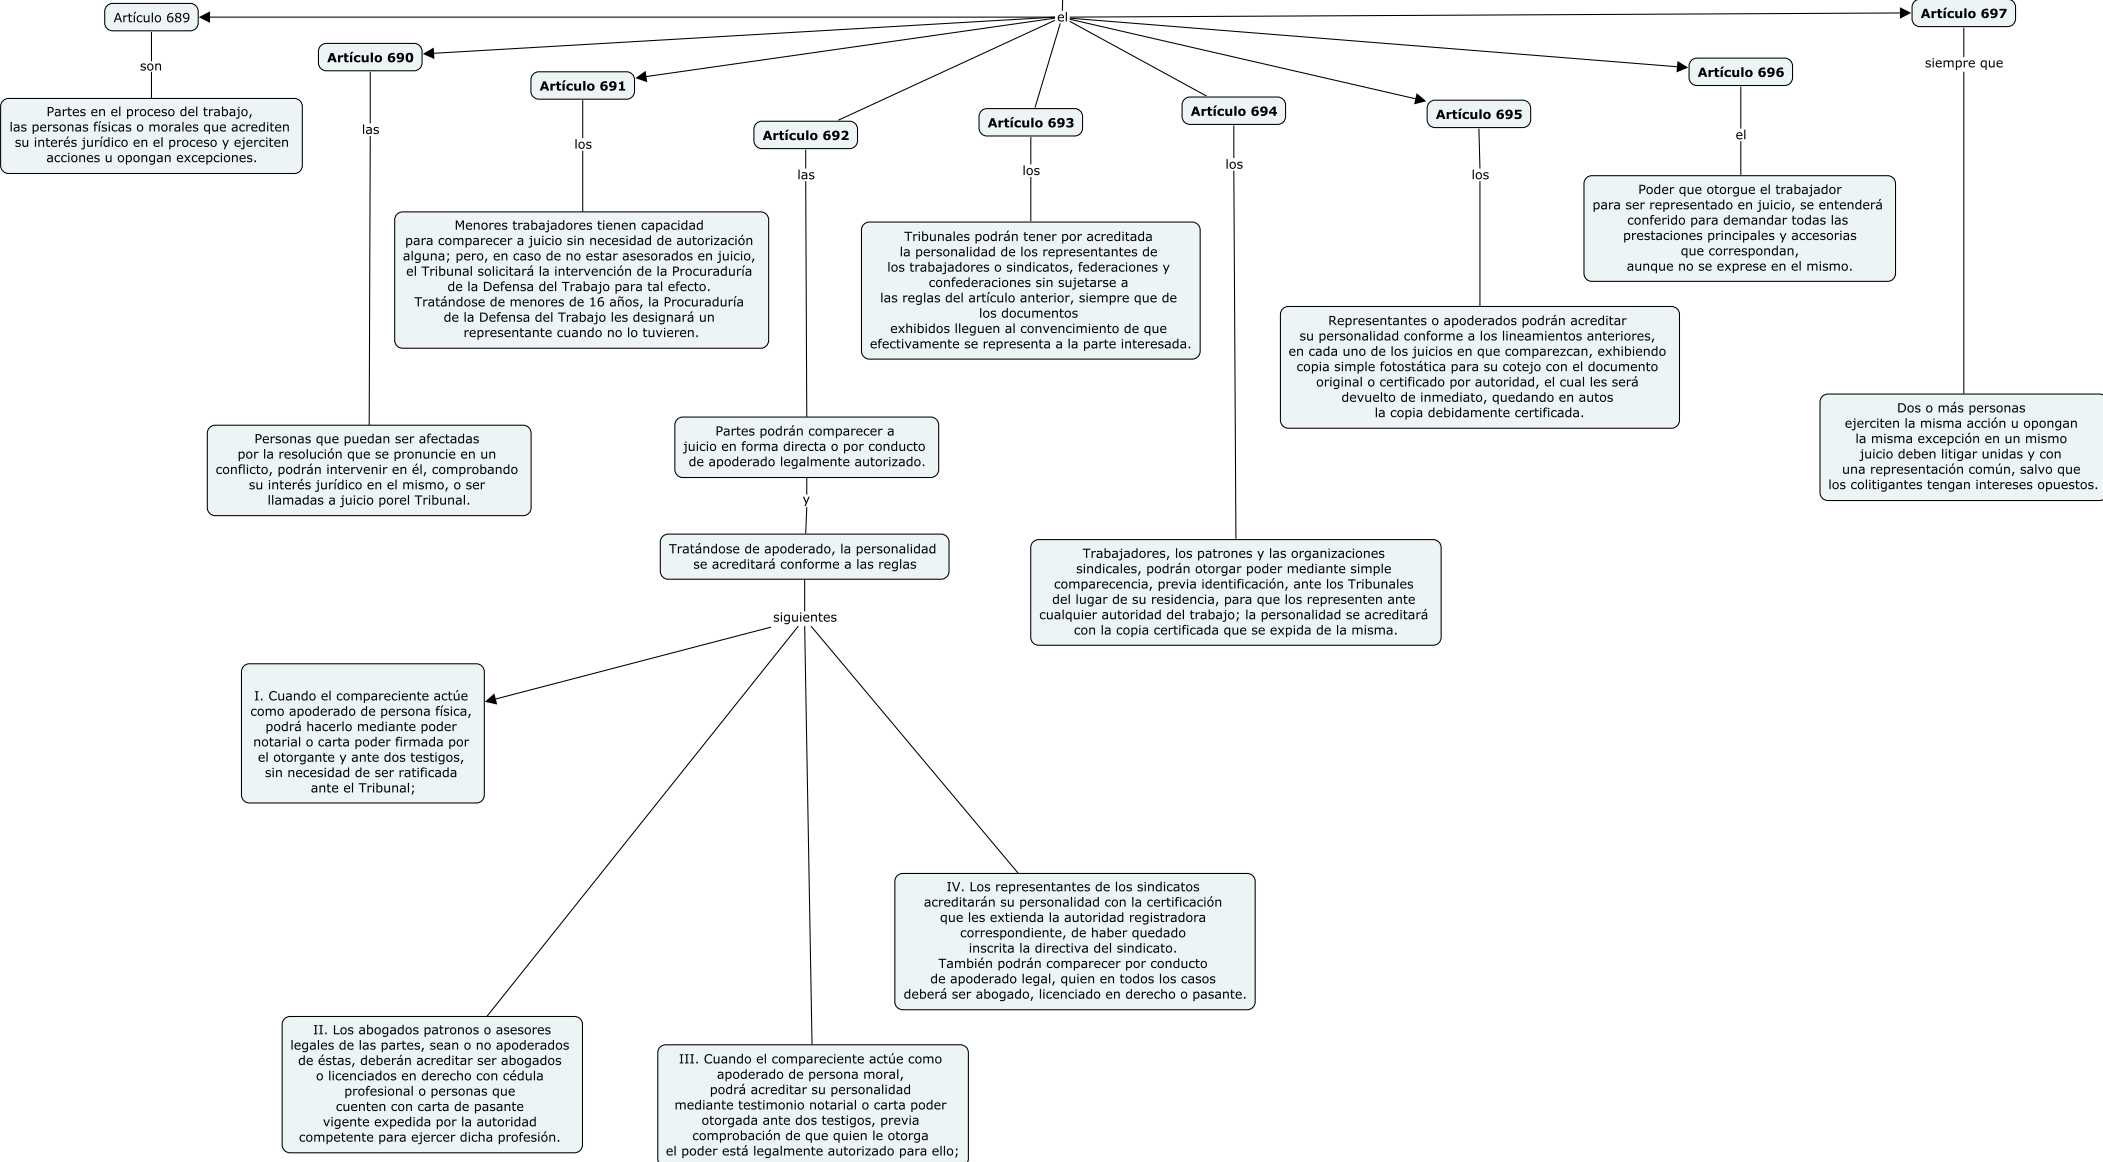 el
Artículo 689
son
Partes en el proceso del trabajo,
las personas físicas o morales que acrediten
su interés jurídico en el proceso y ejerciten
acciones u opongan excepciones.
Artículo 690
las
Personas que puedan ser afectadas
por la resolución que se pronuncie en un
conflicto, podrán intervenir en él, comprobando
su interés jurídico en el mismo, o ser
llamadas a juicio porel Tribunal.
Artículo 691
los
Menores trabajadores tienen capacidad
para comparecer a juicio sin necesidad de autorización
alguna; pero, en caso de no estar asesorados en juicio,
el Tribunal solicitará la intervención de la Procuraduría
de la Defensa del Trabajo para tal efecto.
Tratándose de menores de 16 años, la Procuraduría
de la Defensa del Trabajo les designará un
representante cuando no lo tuvieren.
Artículo 692
las
Partes podrán comparecer a
juicio en forma directa o por conducto
de apoderado legalmente autorizado.
y
Tratándose de apoderado, la personalidad
se acreditará conforme a las reglas
siguientes
I. Cuando el compareciente actúe
como apoderado de persona física,
podrá hacerlo mediante poder
notarial o carta poder firmada por
el otorgante y ante dos testigos,
sin necesidad de ser ratificada
ante el Tribunal;
II. Los abogados patronos o asesores
legales de las partes, sean o no apoderados
de éstas, deberán acreditar ser abogados
o licenciados en derecho con cédula
profesional o personas que
cuenten con carta de pasante
vigente expedida por la autoridad
competente para ejercer dicha profesión.
III. Cuando el compareciente actúe como
apoderado de persona moral,
podrá acreditar su personalidad
mediante testimonio notarial o carta poder
otorgada ante dos testigos, previa
comprobación de que quien le otorga
el poder está legalmente autorizado para ello;
IV. Los representantes de los sindicatos
acreditarán su personalidad con la certificación
que les extienda la autoridad registradora
correspondiente, de haber quedado
inscrita la directiva del sindicato.
También podrán comparecer por conducto
de apoderado legal, quien en todos los casos
deberá ser abogado, licenciado en derecho o pasante.
Artículo 693
los
Tribunales podrán tener por acreditada
la personalidad de los representantes de
los trabajadores o sindicatos, federaciones y
confederaciones sin sujetarse a
las reglas del artículo anterior, siempre que de
los documentos
exhibidos lleguen al convencimiento de que
efectivamente se representa a la parte interesada.
Artículo 694
los
Trabajadores, los patrones y las organizaciones
sindicales, podrán otorgar poder mediante simple
comparecencia, previa identificación, ante los Tribunales
del lugar de su residencia, para que los representen ante
cualquier autoridad del trabajo; la personalidad se acreditará
con la copia certificada que se expida de la misma.
Artículo 695
los
Representantes o apoderados podrán acreditar
su personalidad conforme a los lineamientos anteriores,
en cada uno de los juicios en que comparezcan, exhibiendo
copia simple fotostática para su cotejo con el documento
original o certificado por autoridad, el cual les será
devuelto de inmediato, quedando en autos
la copia debidamente certificada.
Artículo 696
el
Poder que otorgue el trabajador
para ser representado en juicio, se entenderá
conferido para demandar todas las
prestaciones principales y accesorias
que correspondan,
aunque no se exprese en el mismo.
Artículo 697
siempre que
Dos o más personas
ejerciten la misma acción u opongan
la misma excepción en un mismo
juicio deben litigar unidas y con
una representación común, salvo que
los colitigantes tengan intereses opuestos.